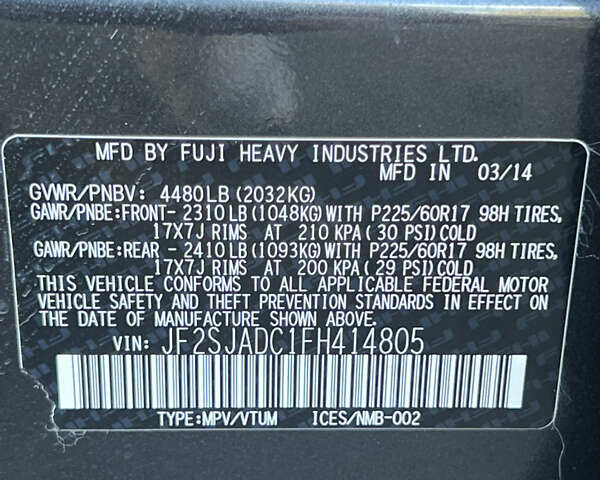 MFD BY FUJI HEAVY INDUSTRIES LTD.
MFD IN 03/14
GVWR/PNBV: 4480LB(2032KG)
GAWR/PNBE:FRONT-2310LB(1048KG)WITH P225/60R17 98H TIRES,
17X7J RIMS AT 210 KPA(30 PSI)COLD
GAWR/PNBE:REAR -2410LB(1093KG)WITH P225/60R17 98H TIRES,
17X7J RIMS AT 200 KPA(29 PSI)COLD
THIS VEHICLE CONFORMS TO ALL APPLICABLE FEDERAL MOTOR
VEHICLE SAFETY AND THEFT PREVENTION STANDARDS IN EFFECT ON
THE DATE OF MANUFACTURE SHOWN ABOVE.
VIN: JF2SJADC1FH414805
TYPE:MPV/VTUM ICES/NMB-002